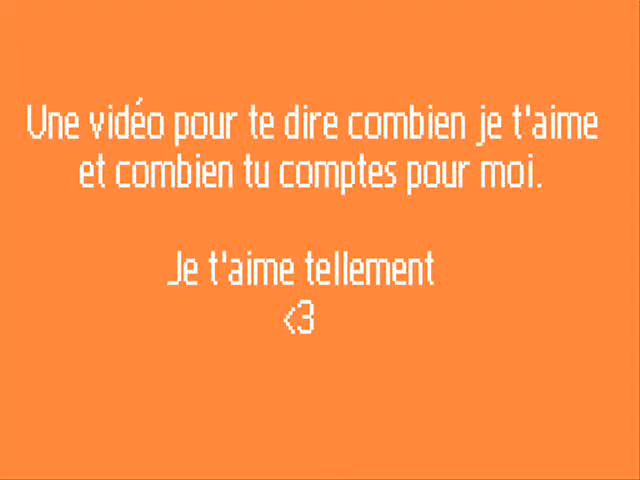 Une vidéo pour te dire combien je t'aime
et combien tu comptes pour moi.
Je t'aime tellement
<3